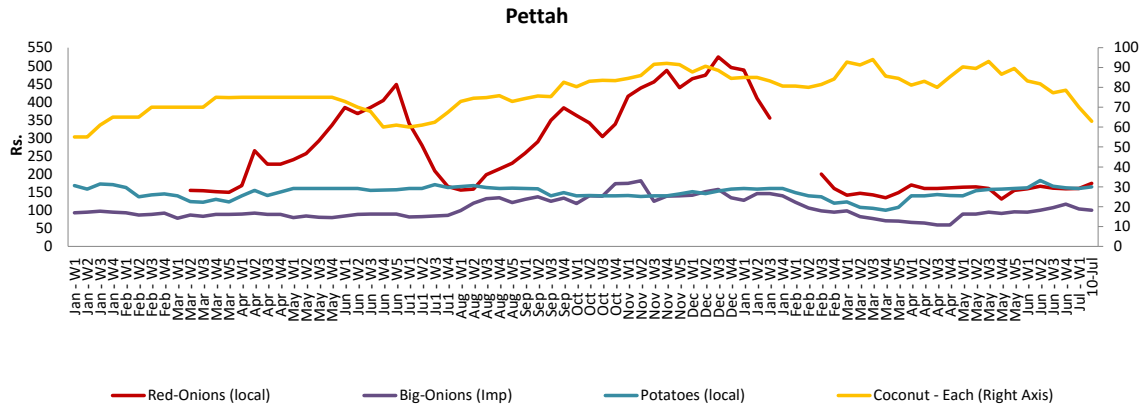 Pettah
550
500
450
400
350
300
250
200
150
100
50
0
Rs.
100
90
80
70
60
50
40
30
20
10
0
Jan - W1
Jan - W2
Jan - W3
Jan - W4
Feb W1
Feb W2
Feb W3
Feb W4
Mar - W1
Mar - W2
Mar - W3
Mar - W4
Mar - W5
Apr W1
Apr W2
Apr W3
Apr W4
May - W1
May - W2
May - W3
May - W4
Jun - W1
Jun - W2
Jun - W3
Jun - W4
Jun - W5
Ju1 W1
Ju1 W2
Ju1 W3
Ju1 W4
Aug W1
Aug W2
Aug W3
Aug W4
Aug W5
Sep W1
Sep W2
Sep W3
Sep W4
Oct W1
Oct W2
Oct W3
Oct W4
Nov W1
Nov W2
Nov W3
Nov W4
Nov W5
Dec - W1
Dec - W2
Dec - W3
Dec - W4
Jan W1
Jan W2
Jan W3
Jan W4
Feb W1
Feb W2
Feb W3
Feb W4
Mar - W1
Mar - W2
Mar - W3
Mar - W4
Mar - W5
Apr W1
Apr W2
Apr W3
Apr W4
May - W1
May - W2
May - W3
May - W4
May - W5
Jun W1
Jun - W2
Jun - W3
Jun - W4
Jul W1
10-Jul
Red-Onions (local)
Big-Onions (Imp)
Potatoes (local)
Coconut - Each (Right Axis)